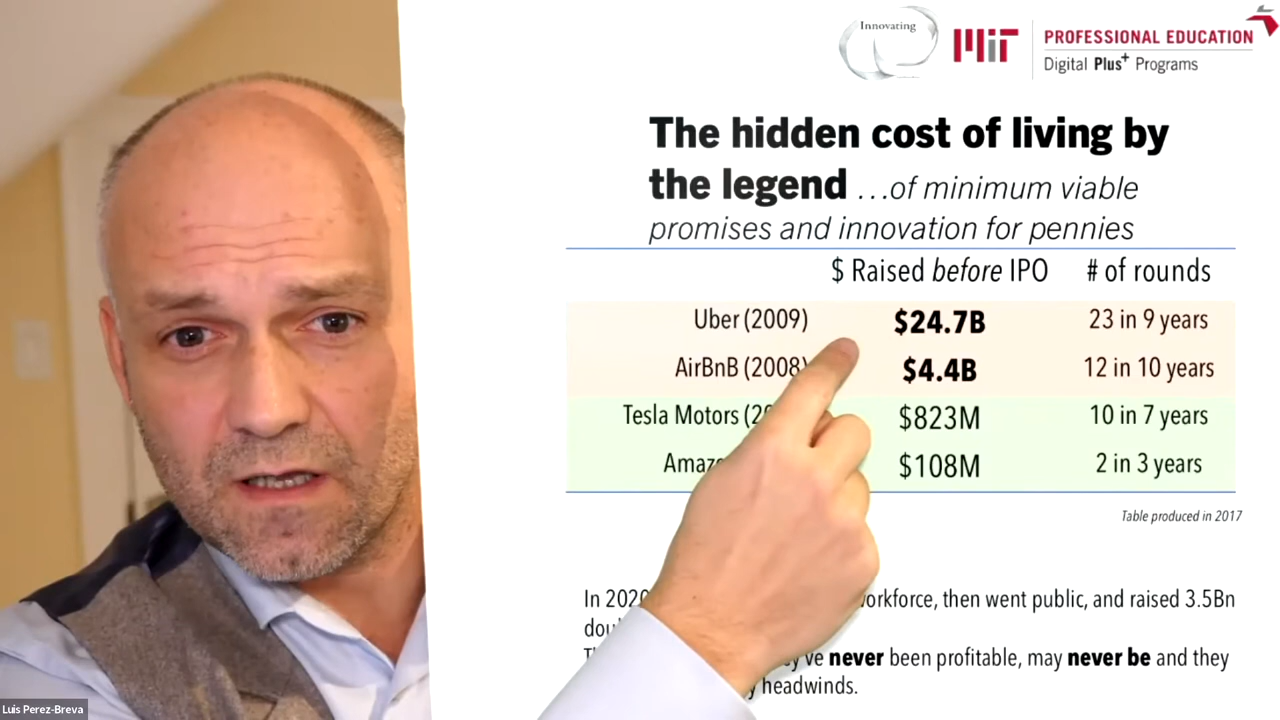 Innovating
MIT
PROFESSIONAL EDUCATION
Digital Plus+ Programs
The hidden cost of living by
the legend ...of minimum viable
promises and innovation for pennies
$ Raised before IPO # of rounds
Uber (2009) $24.7B 23 in 9 years
AirBnB (2008) $4.4B 12 in 10 years
Tesla Motors $823M 10 in 7 years
$108M 2 in 3 years
Table produced in 2017
In 2020 workforce, then went public, and raised 3.5Bn
never been profitable, may never be and they
headwinds.
Luis Perez-Breva